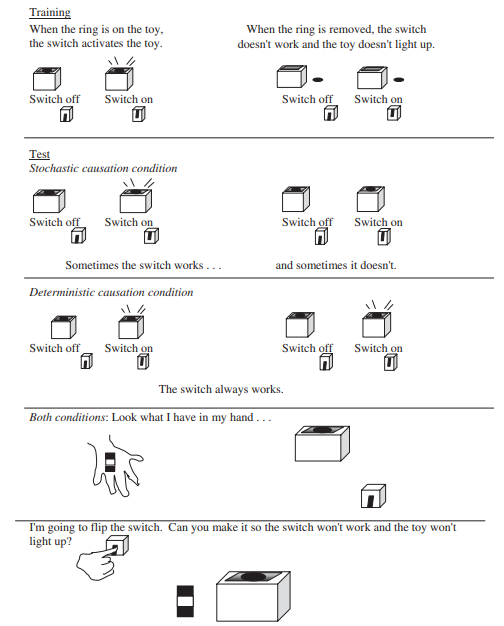 Training
When the ring is on the toy,
the switch activates the toy.
When the ring is removed, the switch
doesn't work and the toy doesn't light up.
Switch off
Switch on
Switch off
Switch on
Test
Stochastic causation condition
Switch off
Switch on
Switch off
Switch on
Sometimes the switch works . . .
and sometimes it doesn't.
Deterministic causation condition
Switch off
Switch on
Switch off
Switch on
The switch always works.
Both conditions: Look what I have in my hand . . .
I'm going to flip the switch.  Can you make it so the switch won't work and the toy won't
light up?